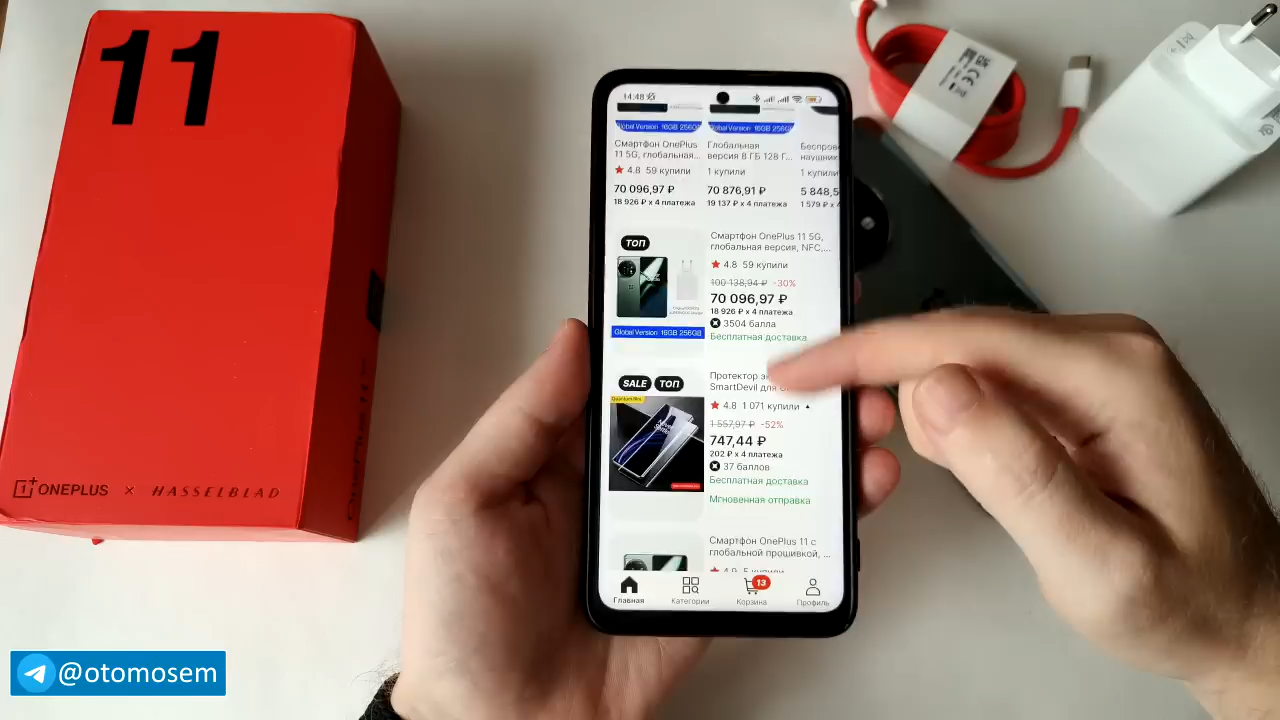 11
ONEPLUS × HASSELBLAD
14:48
Global Version 16GB 256GB
Global Version 16GB 256G
Смартфон OnePlus
11 5G, глобальная...
4.8 59 купили
70 096,97 ₽
18 926 ₽ х 4 платежа
Глобальная
версия 8 ГБ 128 Г...
1 купили
70 876,91 ₽
19 137 ₽ х 4 платежа
Беспрово
наушник
1 купили
5 848,5
1 579 ₽ х
ТОП
Global Version 16GB 256GB
Смартфон OnePlus 11 5G,
глобальная версия, NFC,...
4.8 59 купили
100 138,94 ₽ -30%
70 096,97 ₽
18 926 ₽ х 4 платежа
3504 балла
Бесплатная доставка
SALE ТОП
Протектор
SmartDevil для
4.8 1 071 купили
1 557,97 ₽ -52%
747,44 ₽
202 ₽ х 4 платежа
37 баллов
Бесплатная доставка
Мгновенная отправка
Смартфон OnePlus 11 с
глобальной прошивкой, ...
Главная
Категории
13
Корзина
Профиль
@otomosem